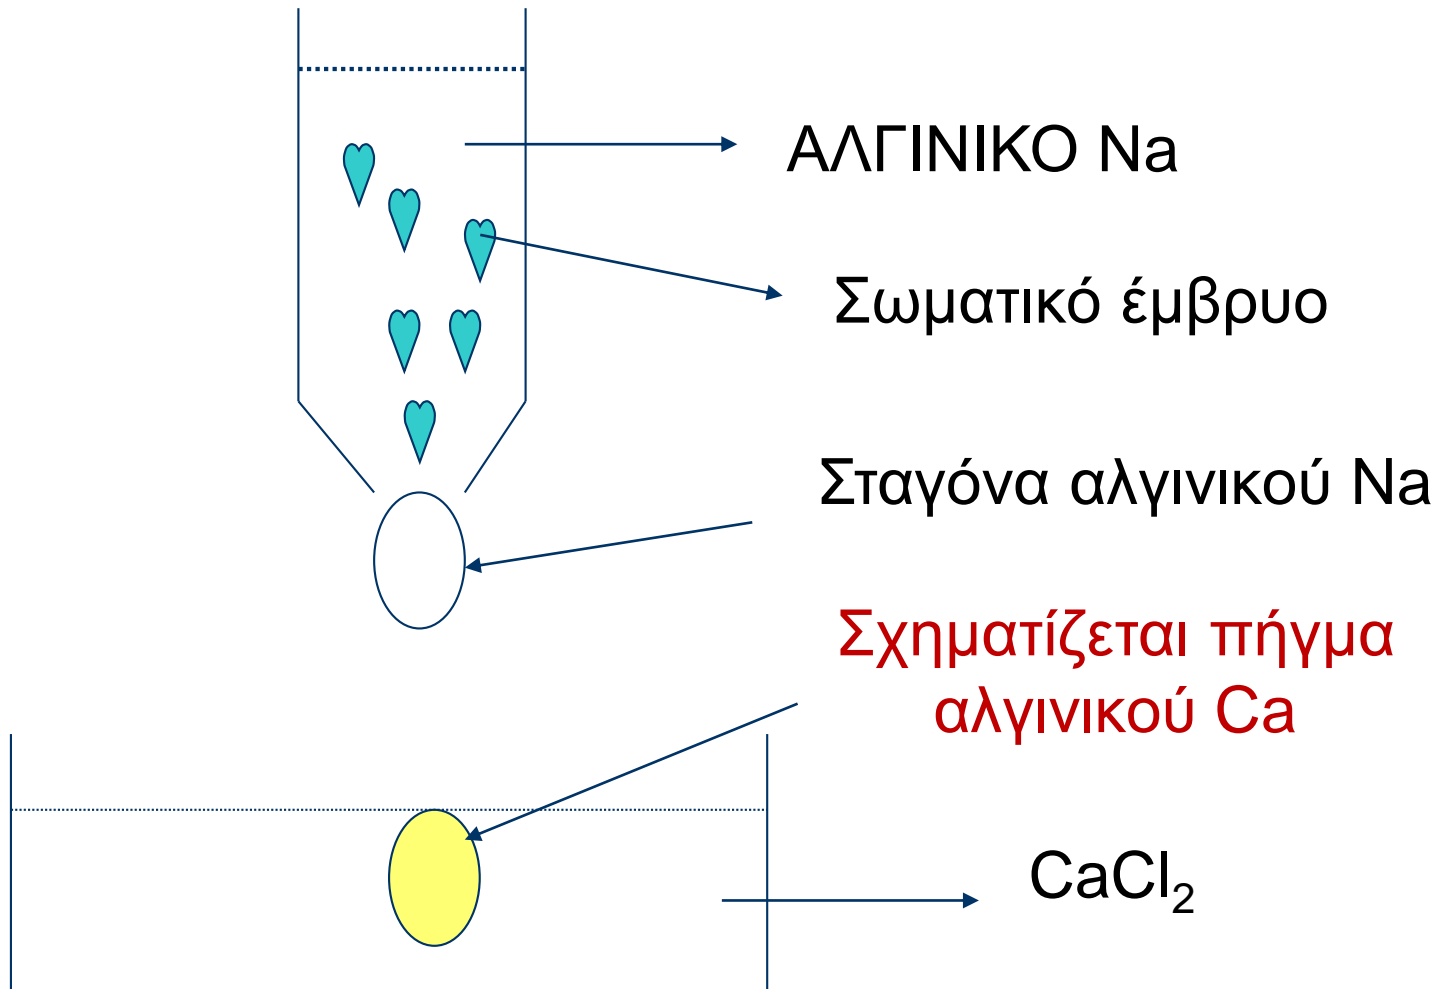 ΑΛΓΙΝΙΚΟ Na
Σωματικό έμβρυο
Σταγόνα αλγινικού Na
Σχηματίζεται πήγμα
αλγινικού Ca
CaCl₂